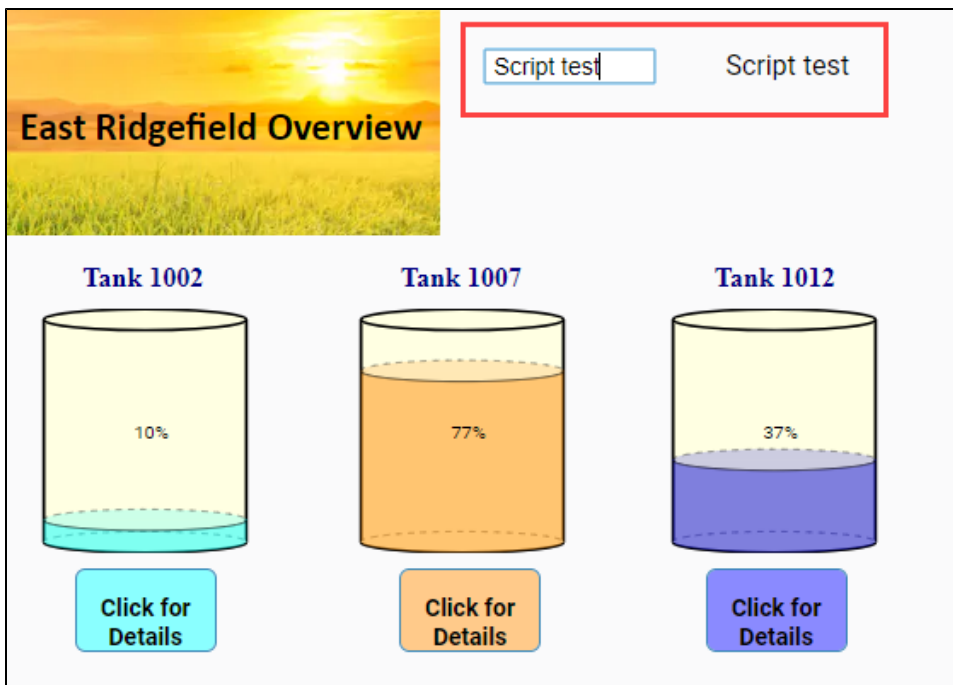 Script test
Script test
East Ridgefield Overview
Tank 1002
Tank 1007
Tank 1012
10%
77%
37%
Click for
Details
Click for
Details
Click for
Details